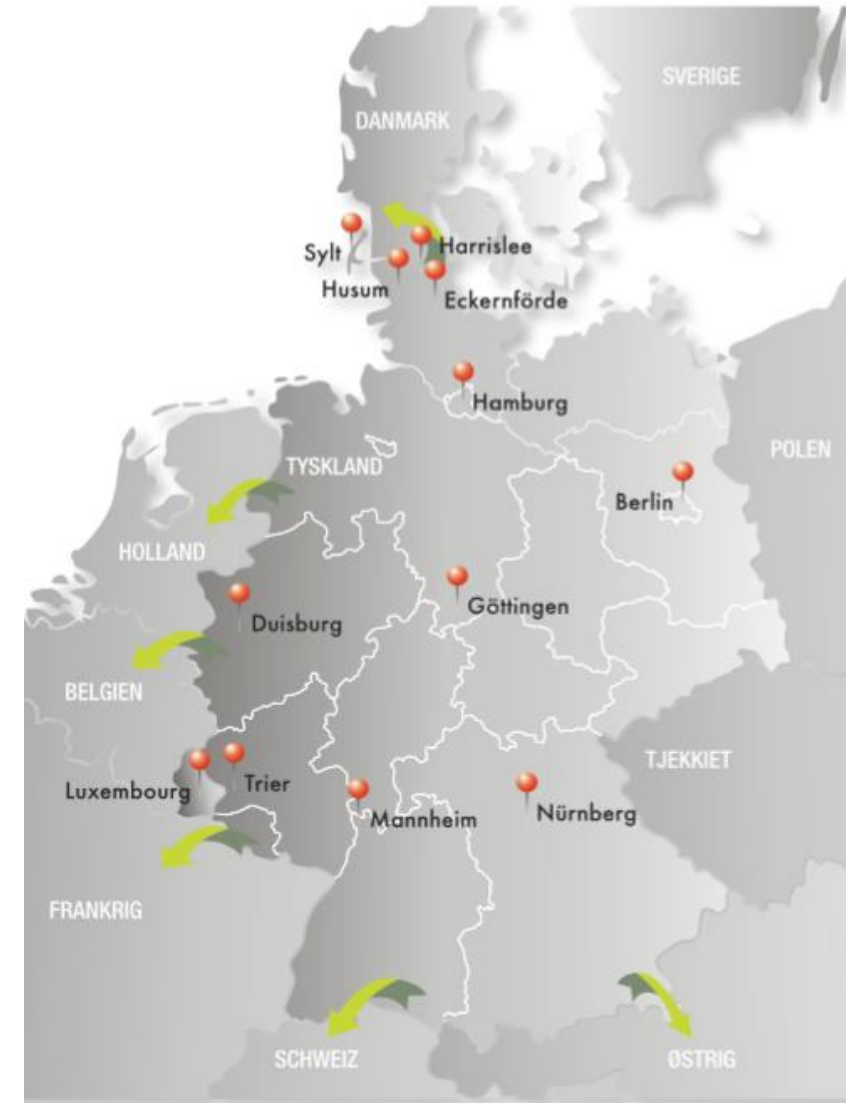 SVERIGE
DANMARK
Harrislee
Sylt
Husum
Eckernförde
Hamburg
POLEN
TYSKLAND
Berlin
HOLLAND
Göttingen
Duisburg
BELGIEN
TJEKKIET
Trier
Luxembourg
Mannheim
Nürnberg
FRANKRIG
SCHWEIZ
ØSTRIG